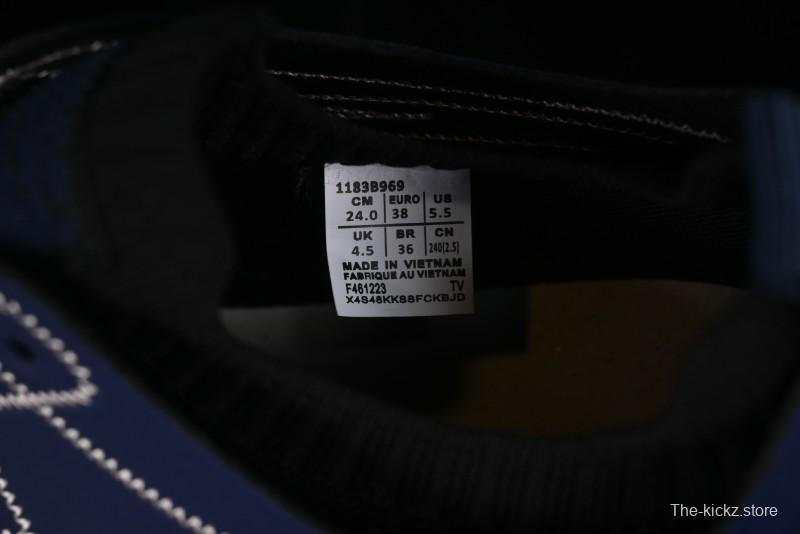 1183B969
CM EURO US
24.0 38 5.5
UK BR CN
4.5 36 240(2.5)
MADE IN VIETNAM
FABRIQUE AU VIETNAM
F461223 TV
X4S48KKS8FCKBJD
The-kickz.store